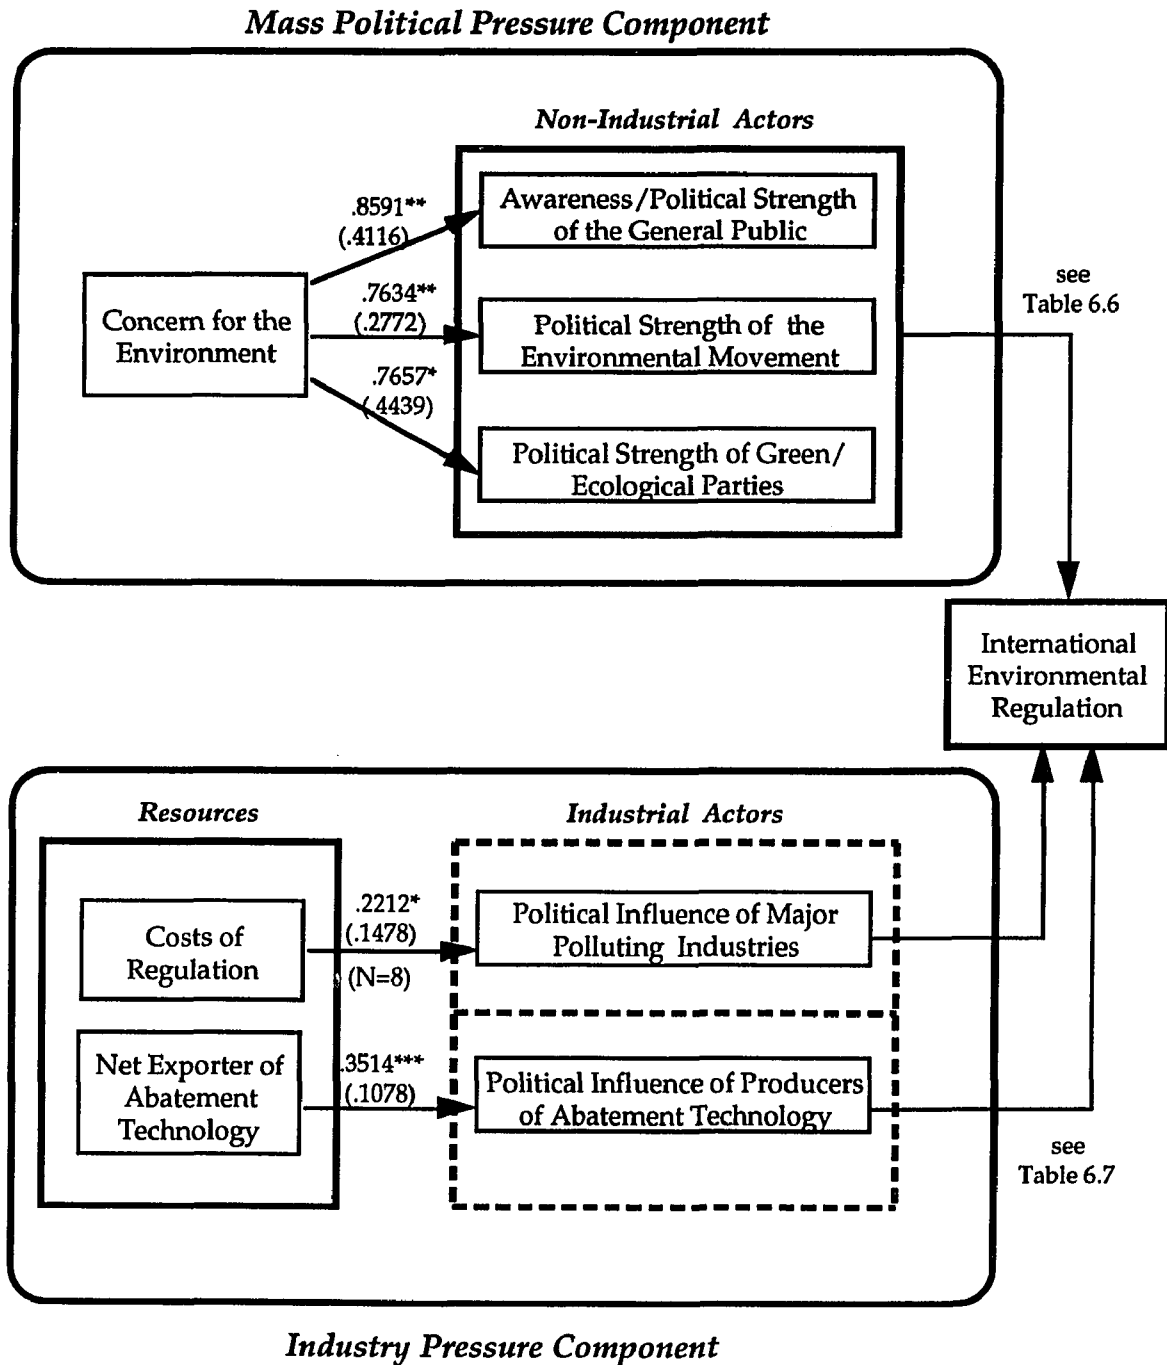 Mass Political Pressure Component
Non-Industrial Actors
.8591**
(.4116)
Awareness/Political Strength
of the General Public
see
Table 6.6
Concern for the
Environment
.7634**
(.2772)
Political Strength of the
Environmental Movement
.7657*
(.4439)
Political Strength of Green/
Ecological Parties
International
Environmental
Regulation
Resources
Industrial Actors
Costs of
Regulation
.2212*
(.1478)
(N=8)
Political Influence of Major
Polluting Industries
Net Exporter of
Abatement
Technology
.3514***
(.1078)
Political Influence of Producers
of Abatement Technology
see
Table 6.7
Industry Pressure Component